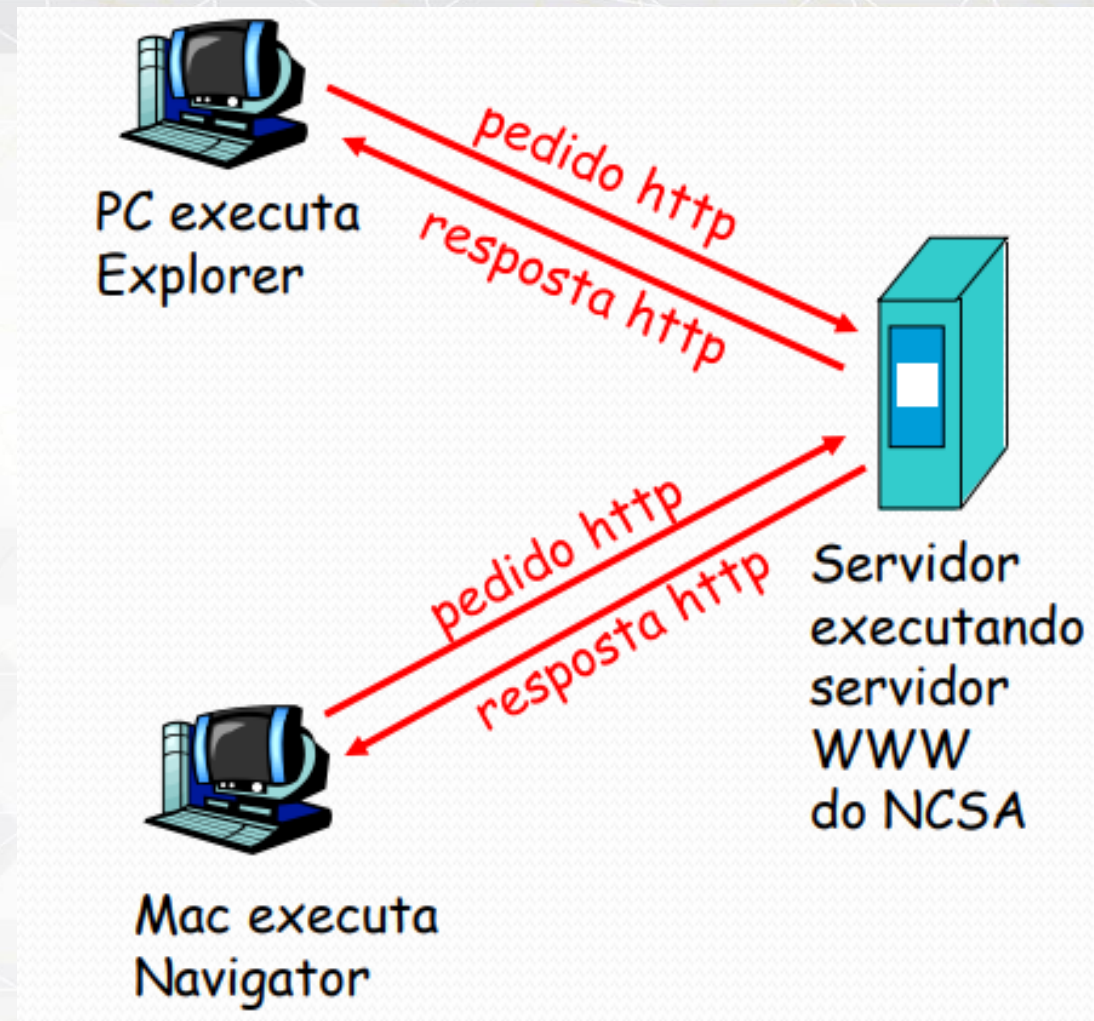 pedido http
PC executa
Explorer
resposta http
pedido http
resposta http
Servidor
executando
servidor
WWW
do NCSA
Mac executa
Navigator